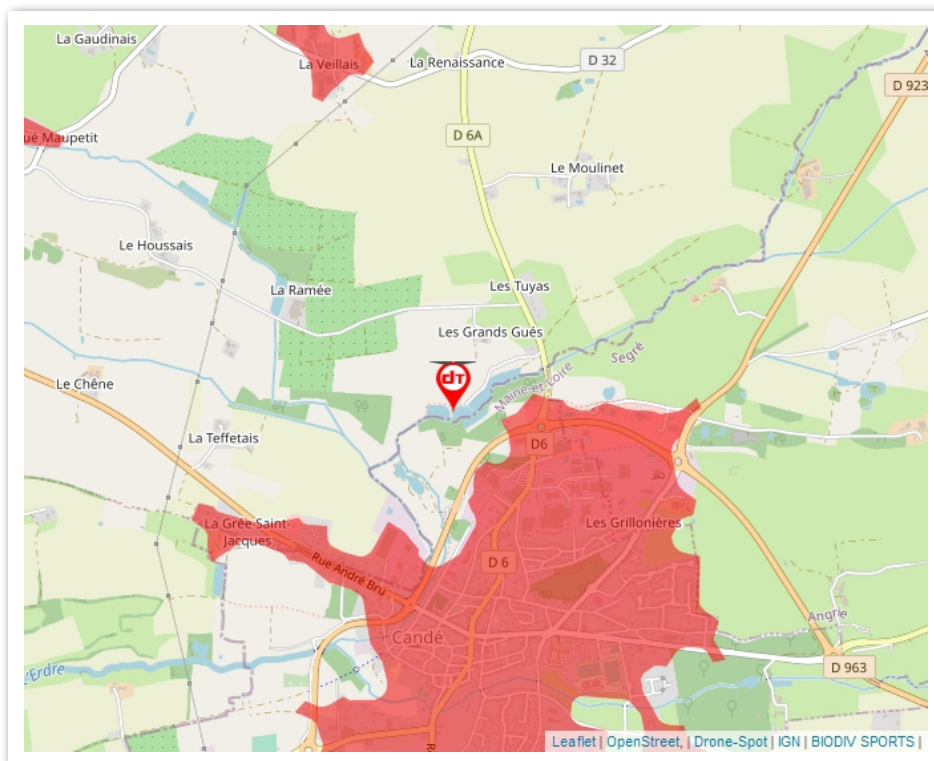 La Gaudinais
La Veillais
La Renaissance
D 32
D 923
ué Maupetit
D 6A
Le Moulinet
Le Houssais
La Ramée
Les Tuyas
Les Grands Gués
Segré
Maine-et-Loire
dT
Le Chêne
La Teffetais
D6
La Grée Saint-
Jacques
Les Grillonières
Rue André Bru
D 6
Candé
Angrie
D 963
l'Erdre
R
Leaflet | OpenStreet, | Drone-Spot | IGN | BIODIV SPORTS |